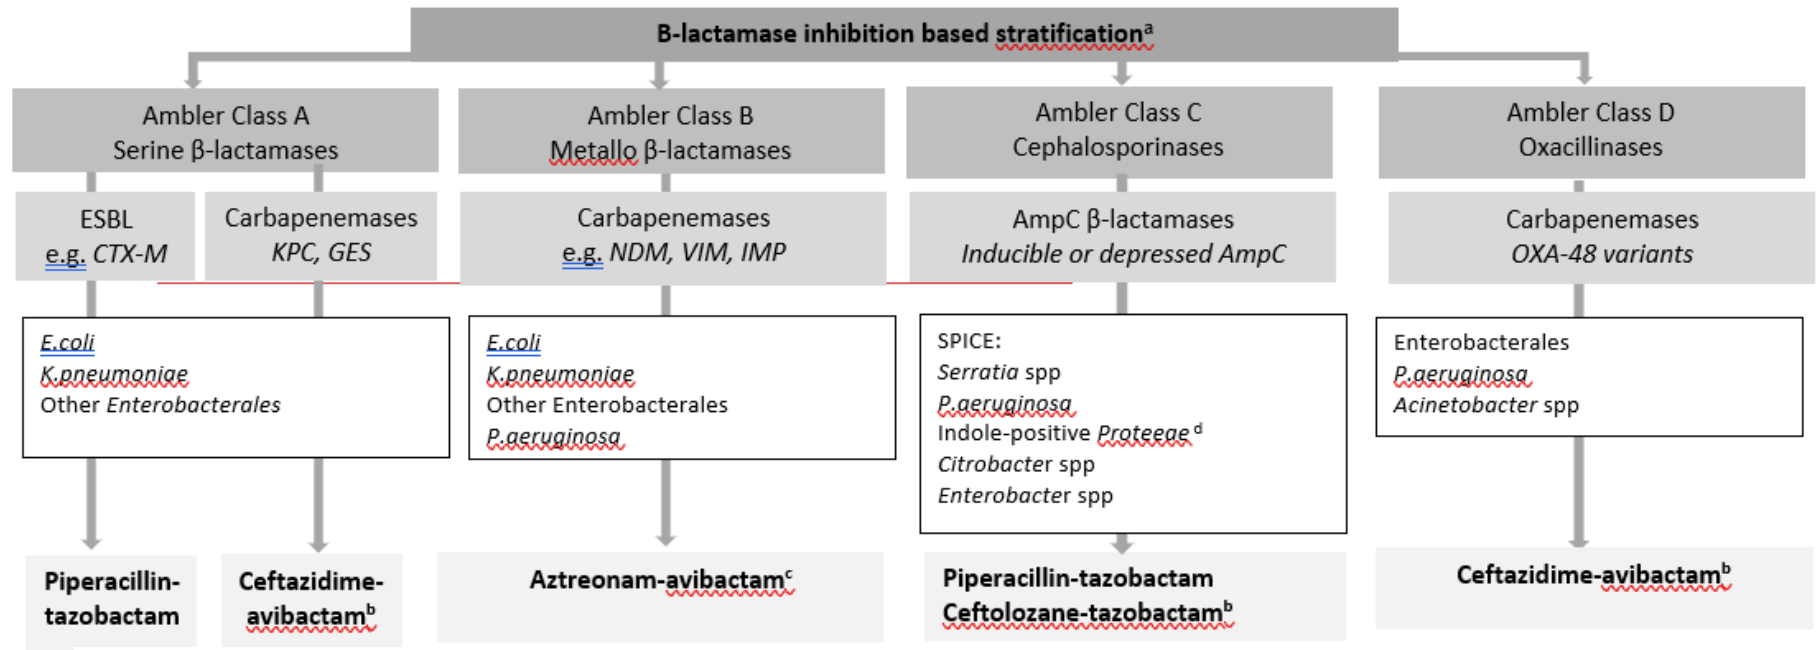 B-lactamase inhibition based stratificationᵃ
Ambler Class A
Serine β-lactamases
Ambler Class B
Metallo β-lactamases
Ambler Class C
Cephalosporinases
Ambler Class D
Oxacillinases
ESBL
e.g. CTX-M
Carbapenemases
KPC, GES
Carbapenemases
e.g. NDM, VIM, IMP
AmpC β-lactamases
Inducible or depressed AmpC
Carbapenemases
OXA-48 variants
E.coli
K.pneumoniae
Other Enterobacterales
E.coli
K.pneumoniae
Other Enterobacterales
P.aeruginosa
SPICE:
Serratia spp
P.aeruginosa
Indole-positive Proteeae ᵈ
Citrobacter spp
Enterobacter spp
Enterobacterales
P.aeruginosa
Acinetobacter spp
Piperacillin-
tazobactam
Ceftazidime-
avibactamᵇ
Aztreonam-avibactamᶜ
Piperacillin-tazobactam
Ceftolozane-tazobactamᵇ
Ceftazidime-avibactamᵇ